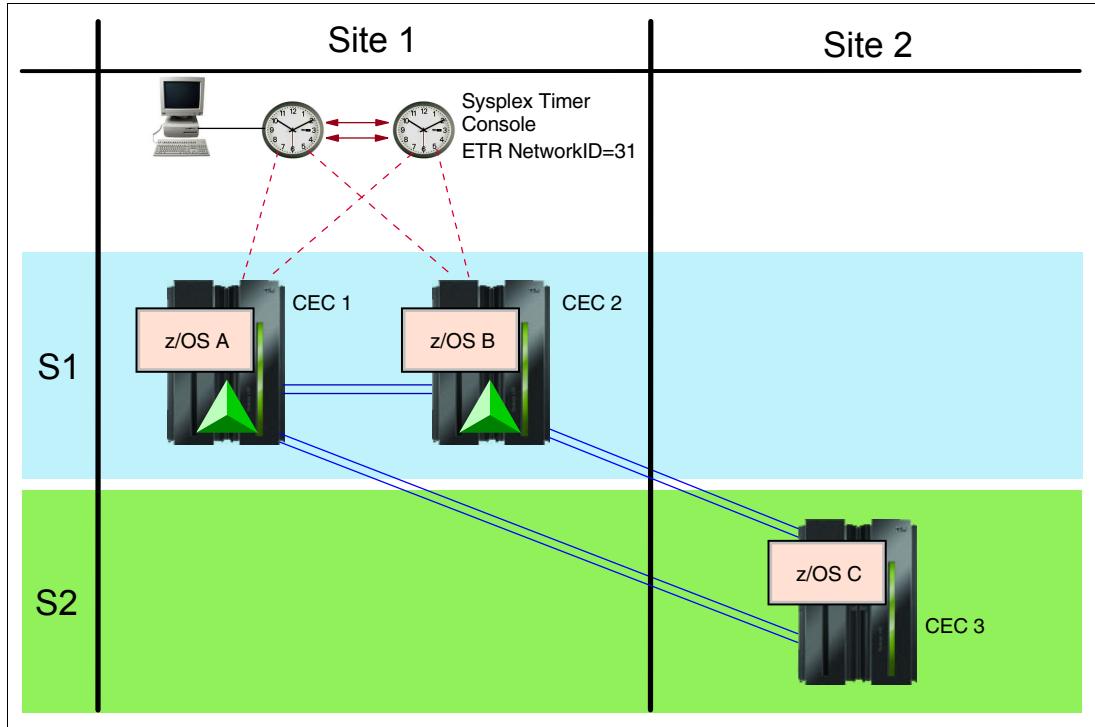 Site 1
Site 2
Sysplex Timer
Console
ETR NetworkID=31
S1
CEC 1
z/OS A
CEC 2
z/OS B
S2
z/OS C
CEC 3